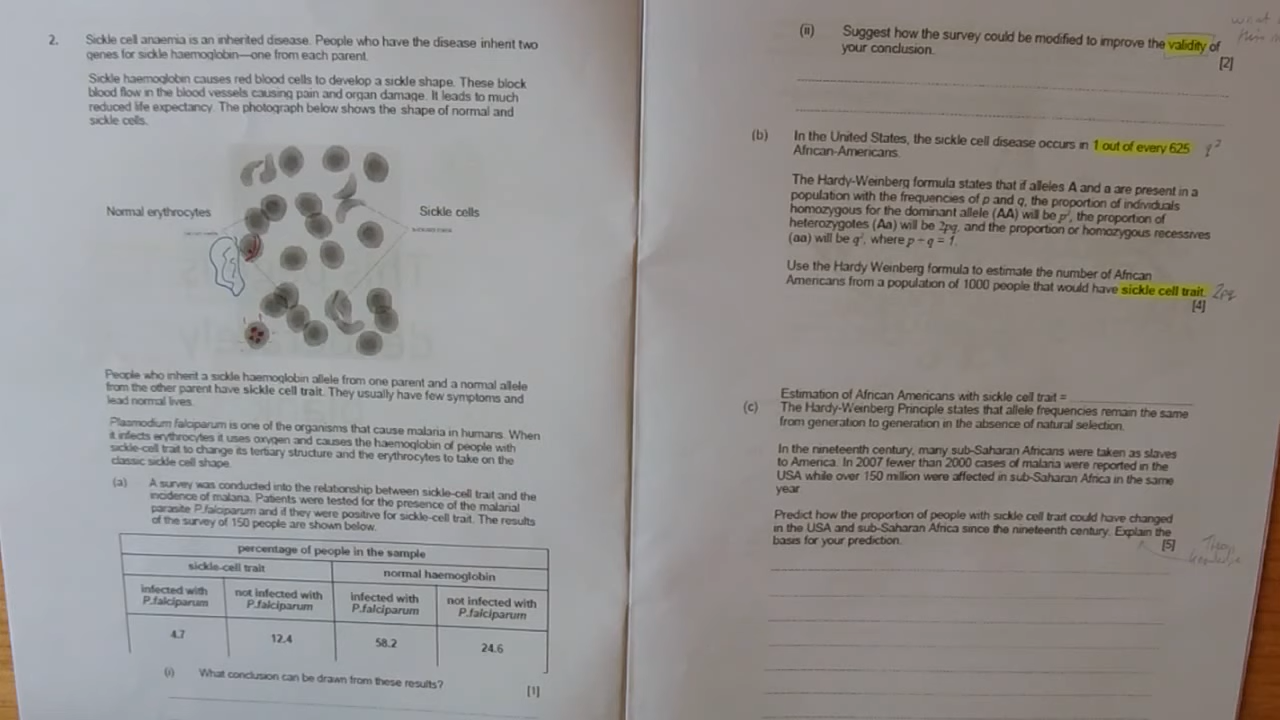 2.
Sickle cell anaemia is an inherited disease. People who have the disease inherit two
genes for sickle haemoglobin—one from each parent.
Sickle haemoglobin causes red blood cells to develop a sickle shape. These block
blood flow in the blood vessels causing pain and organ damage. It leads to much
reduced life expectancy. The photograph below shows the shape of normal and
sickle cells.
Normal erythrocytes
Sickle cells
People who inherit a sickle haemoglobin allele from one parent and a normal allele
from the other parent have sickle cell trait. They usually have few symptoms and
lead normal lives.
Plasmodium falciparum is one of the organisms that cause malaria in humans. When
it infects erythrocytes it uses oxygen and causes the haemoglobin of people with
sickle-cell trait to change its tertiary structure and the erythrocytes to take on the
classic sickle cell shape.
(a) A survey was conducted into the relationship between sickle-cell trait and the
incidence of malaria. Patients were tested for the presence of the malarial
parasite P.falciparum and if they were positive for sickle-cell trait. The results
of the survey of 150 people are shown below.
percentage of people in the sample
sickle-cell trait normal haemoglobin
infected with P.falciparum not infected with P.falciparum infected with P.falciparum not infected with P.falciparum
4.7 12.4 58.2 24.6
(i) What conclusion can be drawn from these results?
[1]
(ii) Suggest how the survey could be modified to improve the validity of
your conclusion.
[2]
what
(b) In the United States, the sickle cell disease occurs in 1 out of every 625 q²
African-Americans.
The Hardy-Weinberg formula states that if alleles A and a are present in a
population with the frequencies of p and q, the proportion of individuals
homozygous for the dominant allele (AA) will be p², the proportion of
heterozygotes (Aa) will be 2pq, and the proportion or homozygous recessives
(aa) will be q², where p + q = 1.
Use the Hardy Weinberg formula to estimate the number of African
Americans from a population of 1000 people that would have sickle cell trait. 2pq
[4]
Estimation of African Americans with sickle cell trait =
(c) The Hardy-Weinberg Principle states that allele frequencies remain the same
from generation to generation in the absence of natural selection.
In the nineteenth century, many sub-Saharan Africans were taken as slaves
to America. In 2007 fewer than 2000 cases of malaria were reported in the
USA while over 150 million were affected in sub-Saharan Africa in the same
year
Predict how the proportion of people with sickle cell trait could have changed
in the USA and sub-Saharan Africa since the nineteenth century. Explain the
basis for your prediction.
[5]